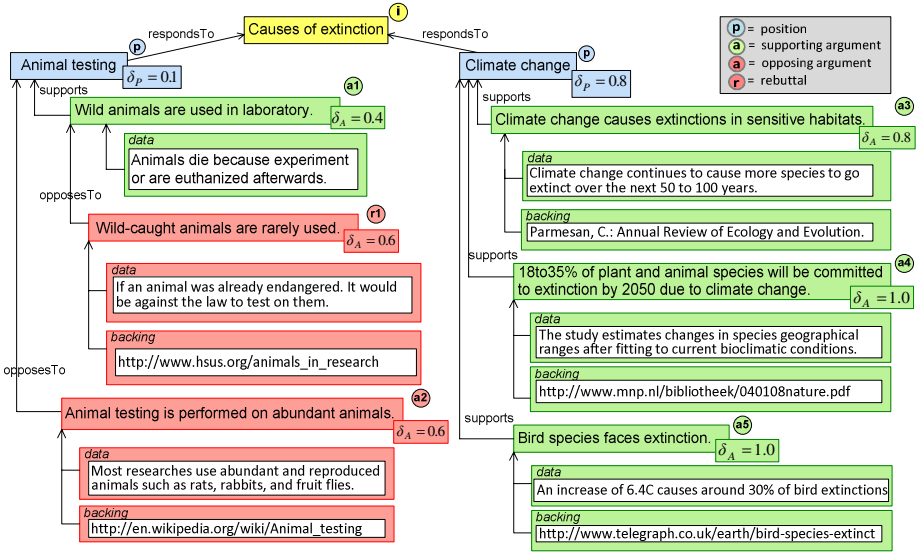 i
Causes of extinction
respondsTo
respondsTo
p = position
a = supporting argument
a = opposing argument
r = rebuttal
p
Animal testing
δP = 0.1
supports
a1
Wild animals are used in laboratory.
δA = 0.4
data
Animals die because experiment
or are euthanized afterwards.
opposesTo
r1
Wild-caught animals are rarely used.
δA = 0.6
data
If an animal was already endangered. It would
be against the law to test on them.
backing
http://www.hsus.org/animals_in_research
opposesTo
a2
Animal testing is performed on abundant animals.
δA = 0.6
data
Most researches use abundant and reproduced
animals such as rats, rabbits, and fruit flies.
backing
http://en.wikipedia.org/wiki/Animal_testing
p
Climate change
δP = 0.8
supports
a3
Climate change causes extinctions in sensitive habitats.
δA = 0.8
data
Climate change continues to cause more species to go
extinct over the next 50 to 100 years.
backing
Parmesan, C.: Annual Review of Ecology and Evolution.
supports
a4
18to35% of plant and animal species will be committed
to extinction by 2050 due to climate change.
δA = 1.0
data
The study estimates changes in species geographical
ranges after fitting to current bioclimatic conditions.
backing
http://www.mnp.nl/bibliotheek/040108nature.pdf
supports
a5
Bird species faces extinction.
δA = 1.0
data
An increase of 6.4C causes around 30% of bird extinctions
backing
http://www.telegraph.co.uk/earth/bird-species-extinct